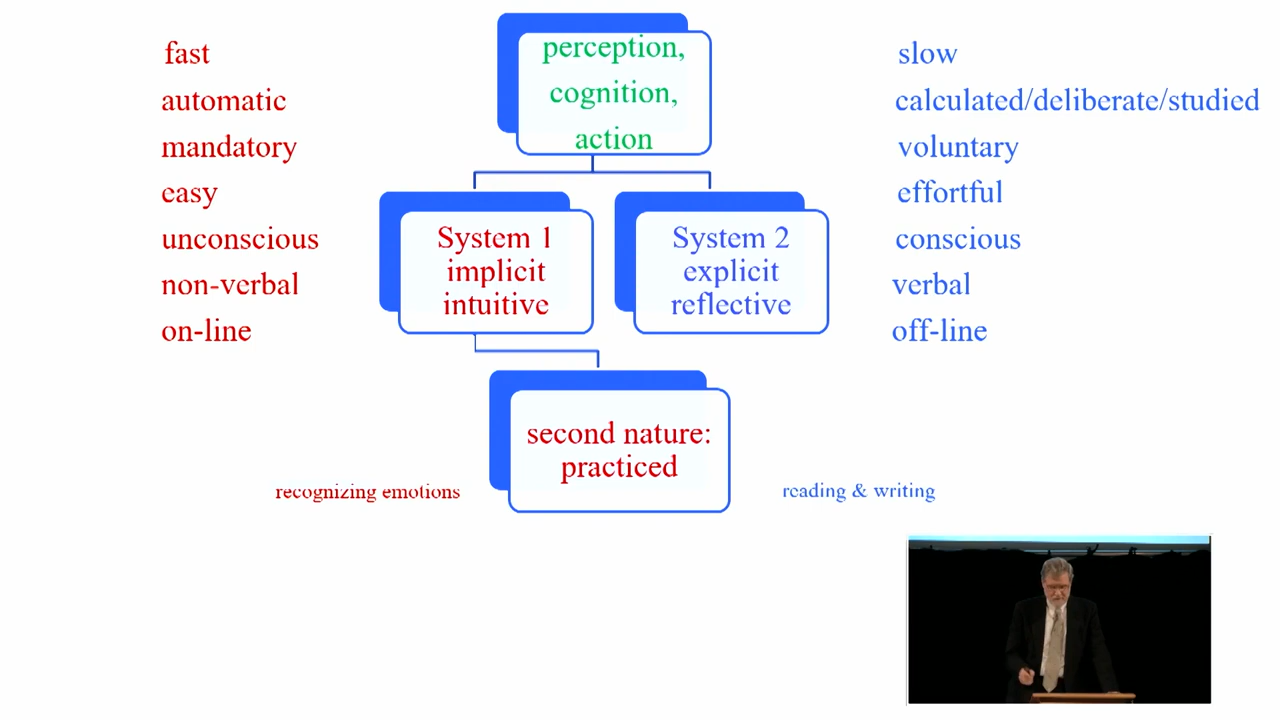 perception,
cognition,
action
fast
automatic
mandatory
easy
unconscious
non-verbal
on-line
System 1
implicit
intuitive
System 2
explicit
reflective
slow
calculated/deliberate/studied
voluntary
effortful
conscious
verbal
off-line
second nature:
practiced
recognizing emotions
reading & writing